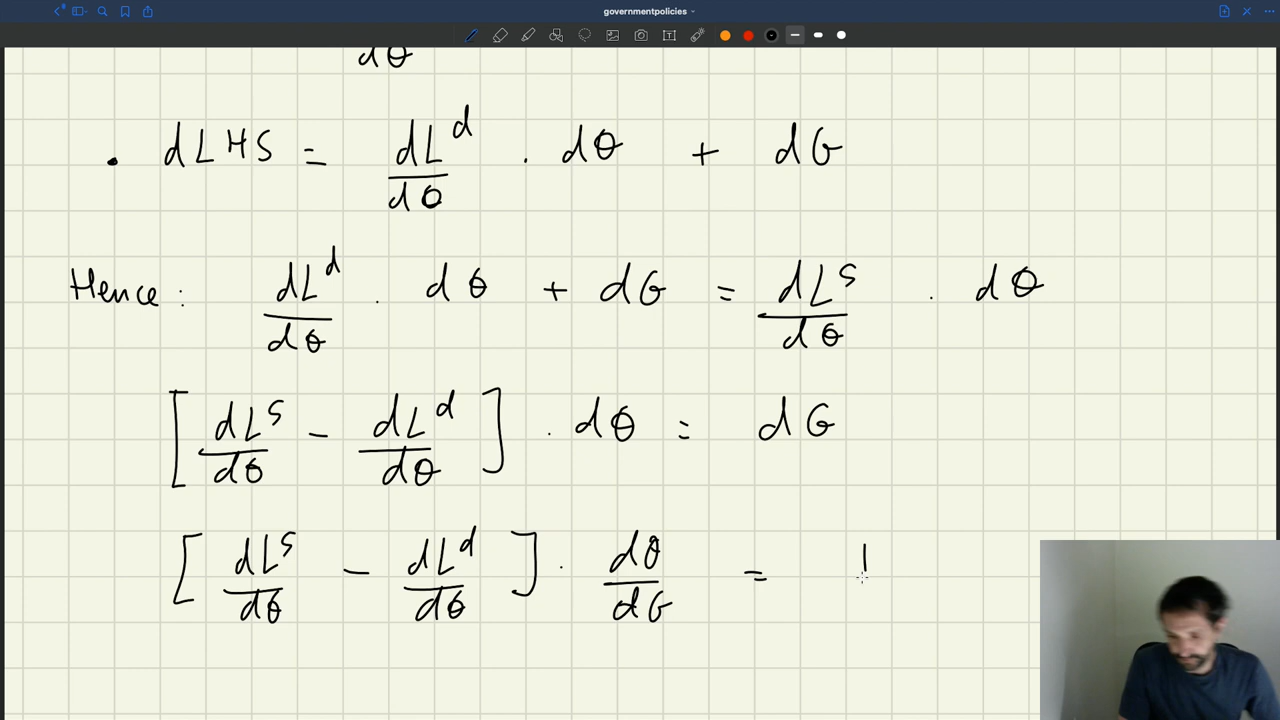 governmentpolicies
dθ
. dLHS = dL^d/dθ . dθ + dG
Hence: dL^d/dθ . dθ + dG = dL^s/dθ . dθ
[dL^s/dθ - dL^d/dθ] . dθ = dG
[dL^s/dθ - dL^d/dθ] . dθ/dG = 1